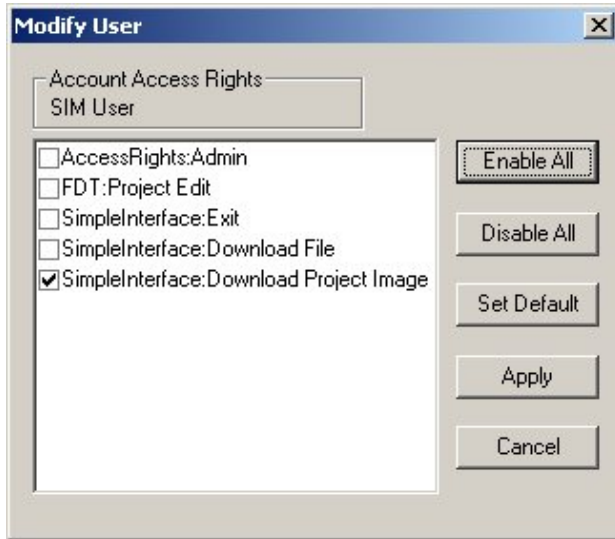 Modify User
Account Access Rights
SIM User
AccessRights:Admin
FDT:Project Edit
SimpleInterface:Exit
SimpleInterface:Download File
SimpleInterface:Download Project Image
Enable All
Disable All
Set Default
Apply
Cancel